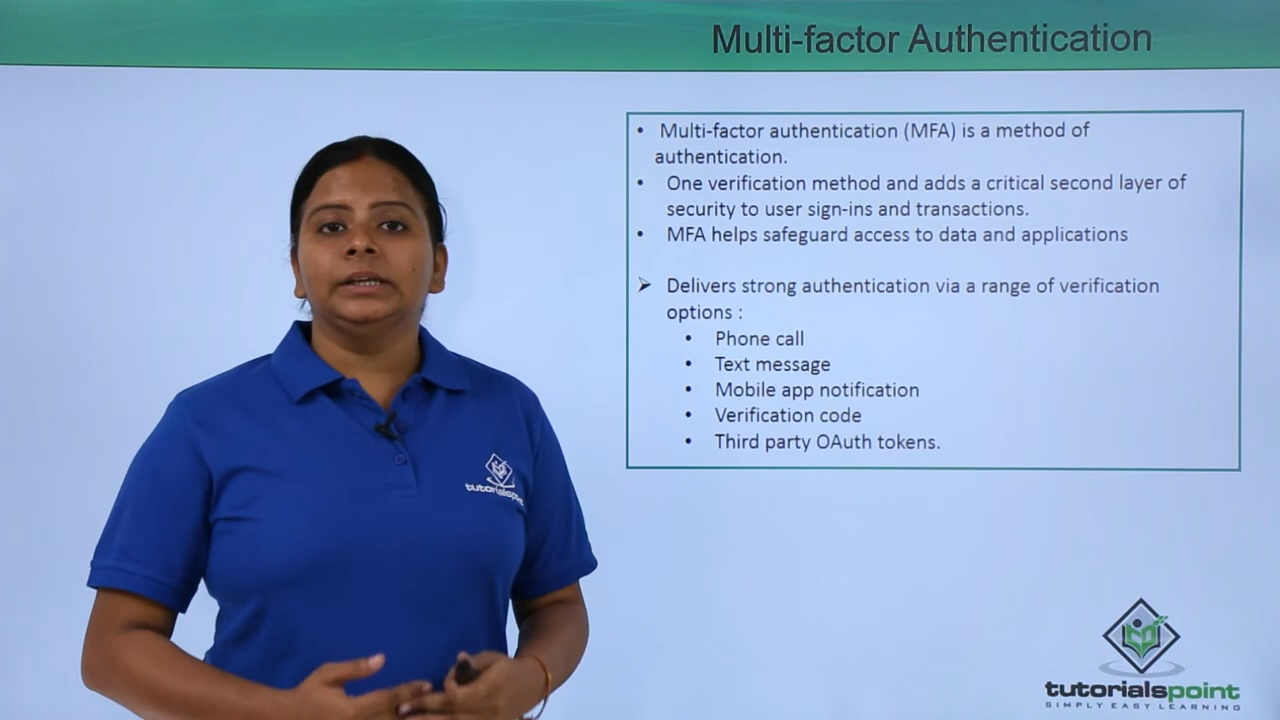 Multi-factor Authentication
• Multi-factor authentication (MFA) is a method of
authentication.
• One verification method and adds a critical second layer of
security to user sign-ins and transactions.
• MFA helps safeguard access to data and applications
➢ Delivers strong authentication via a range of verification
options :
• Phone call
• Text message
• Mobile app notification
• Verification code
• Third party OAuth tokens.
tutorialspoint
tutorialspoint
SIMPLY EASY LEARNING